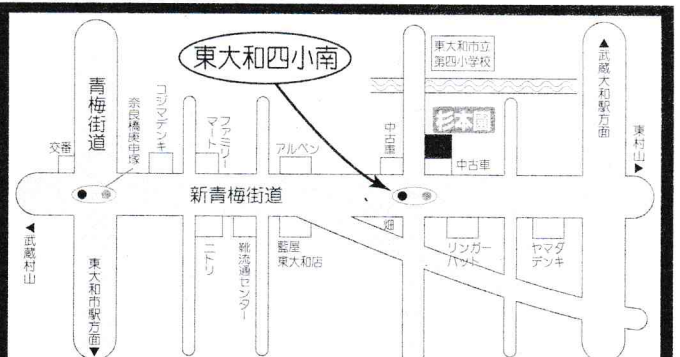 東大和四小南
東大和市立
第四小学校
▲武蔵大和駅方面
東村山▶
青梅街道
奈良橋庚申塚
コジマデンキ
ファミリーマート
交番
アルペン
中古車
杉本園
中古車
新青梅街道
畑
◀武蔵村山
東大和市駅方面▼
ニトリ
靴流通センター
藍屋
東大和店
リンガーハット
ヤマダデンキ